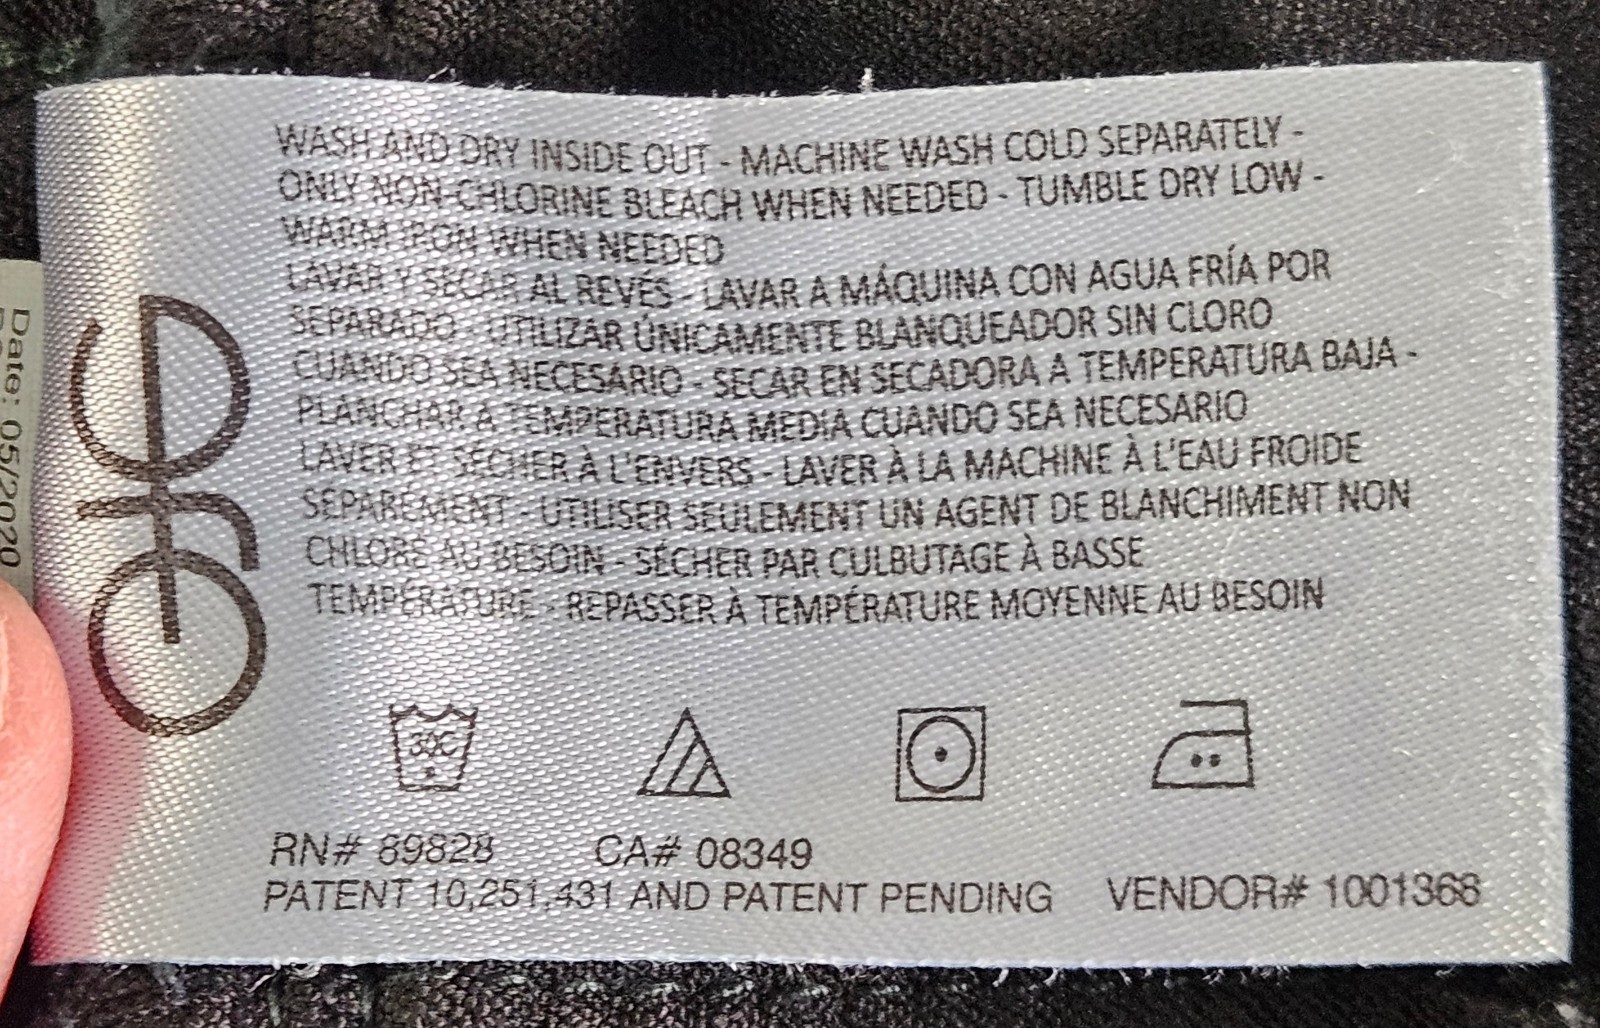 WASH AND DRY INSIDE OUT - MACHINE WASH COLD SEPARATELY -
ONLY NON-CHLORINE BLEACH WHEN NEEDED - TUMBLE DRY LOW -
WARM IRON WHEN NEEDED
LAVAR Y SECAR AL REVÉS - LAVAR A MÁQUINA CON AGUA FRÍA POR
SEPARADO - UTILIZAR ÚNICAMENTE BLANQUEADOR SIN CLORO
CUANDO SEA NECESARIO - SECAR EN SECADORA A TEMPERATURA BAJA -
PLANCHAR A TEMPERATURA MEDIA CUANDO SEA NECESARIO
LAVER ET SÉCHER À L'ENVERS - LAVER À LA MACHINE À L'EAU FROIDE
SÉPARÉMENT - UTILISER SEULEMENT UN AGENT DE BLANCHIMENT NON
CHLORÉ AU BESOIN - SÉCHER PAR CULBUTAGE À BASSE
TEMPÉRATURE - REPASSER À TEMPÉRATURE MOYENNE AU BESOIN
30C
RN# 89828 CA# 08349
PATENT 10,251,431 AND PATENT PENDING VENDOR# 1001368
Date: 05/2020